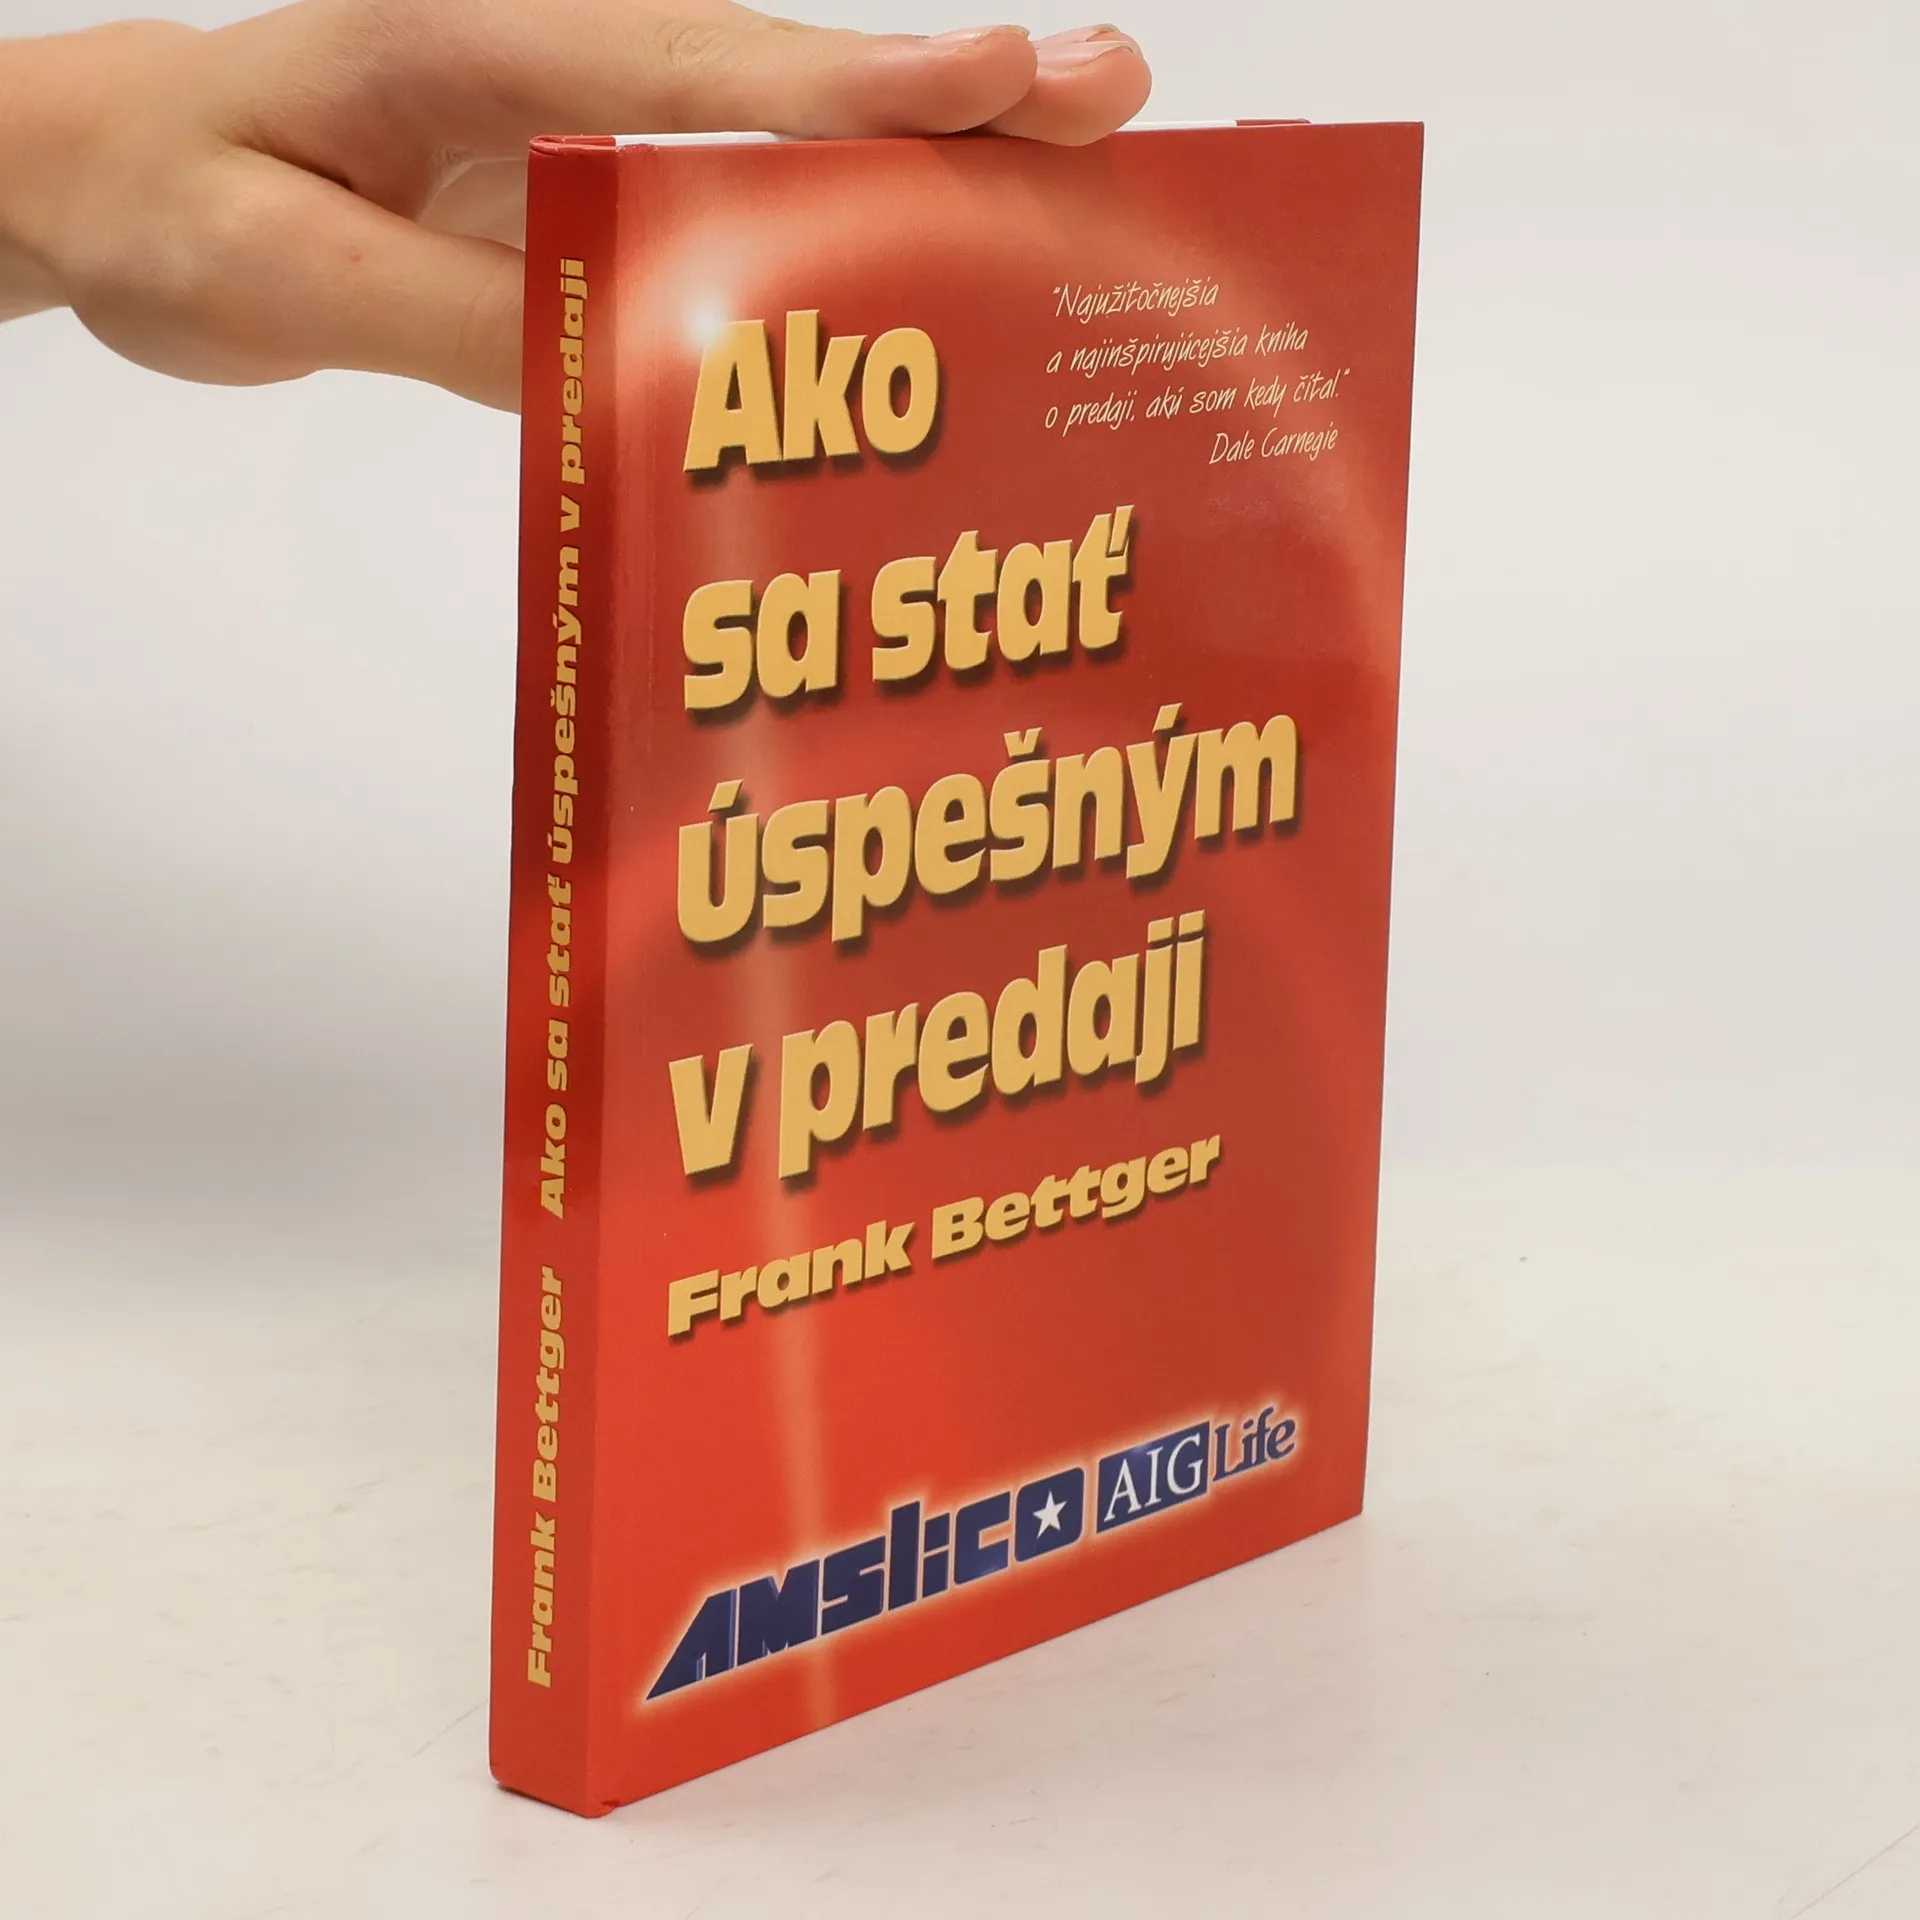 "Najužitočnejšia
a najinšpirujúcejšia kniha
o predaji, akú som kedy čítal."
Dale Carnegie
Ako
sa stať
úspešným
v predaji
Frank Bettger
AMSLICO AIG Life
Frank Bettger Ako sa stať úspešným v predaji